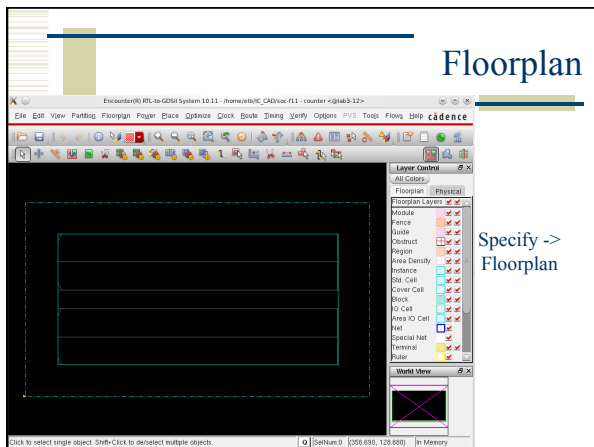 Floorplan
Encounter(R) RTL-to-GDSII System 10.11 - /home/elb/IC_CAD/soc-f11 - counter <@lab3-12>
File Edit View Partition Floorplan Power Place Optimize Clock Route Timing Verify Options PVS Tools Flows Help cādence
Layer Control
All Colors
Floorplan Physical
Floorplan Layers
Module
Fence
Guide
Obstruct
Region
Area Density
Instance
Std. Cell
Cover Cell
Block
IO Cell
Area IO Cell
Net
Special Net
Terminal
Ruler
World View
Specify ->
Floorplan
Click to select single object. Shift+Click to de/select multiple objects. Q SelNum:0 (356.690, 128.680) In Memory